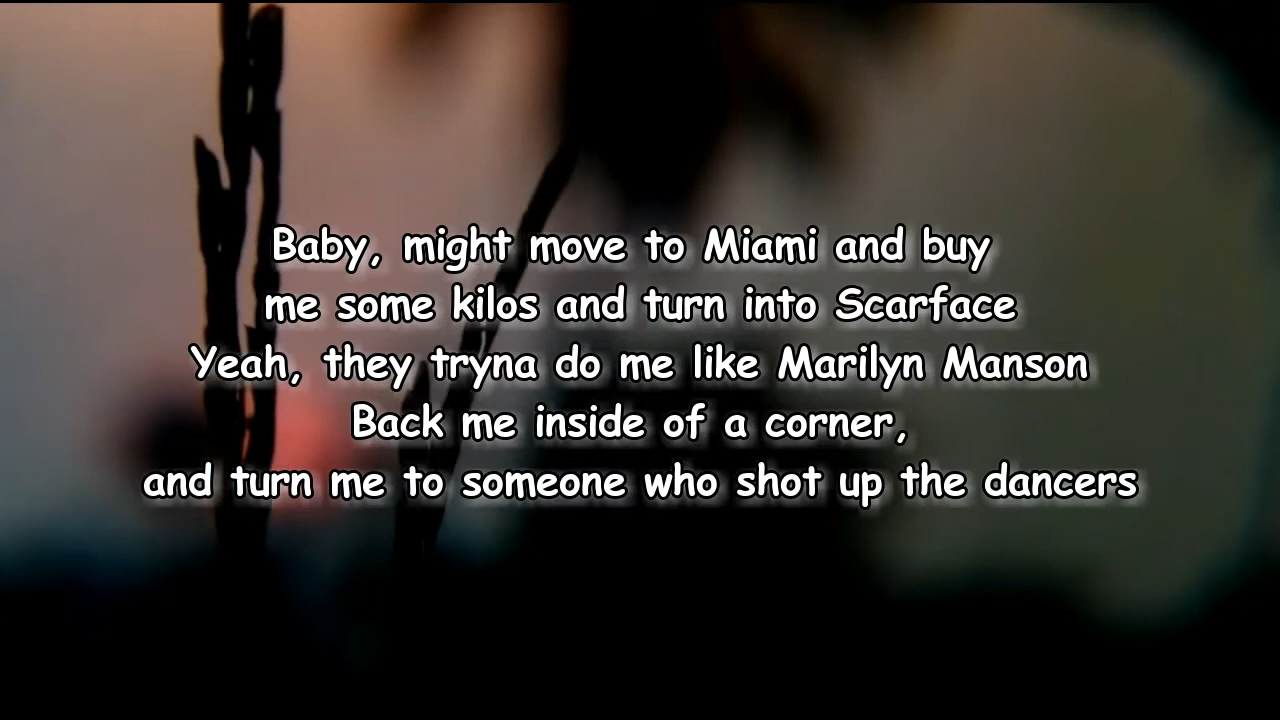 Baby, might move to Miami and buy
me some kilos and turn into Scarface
Yeah, they tryna do me like Marilyn Manson
Back me inside of a corner,
and turn me to someone who shot up the dancers